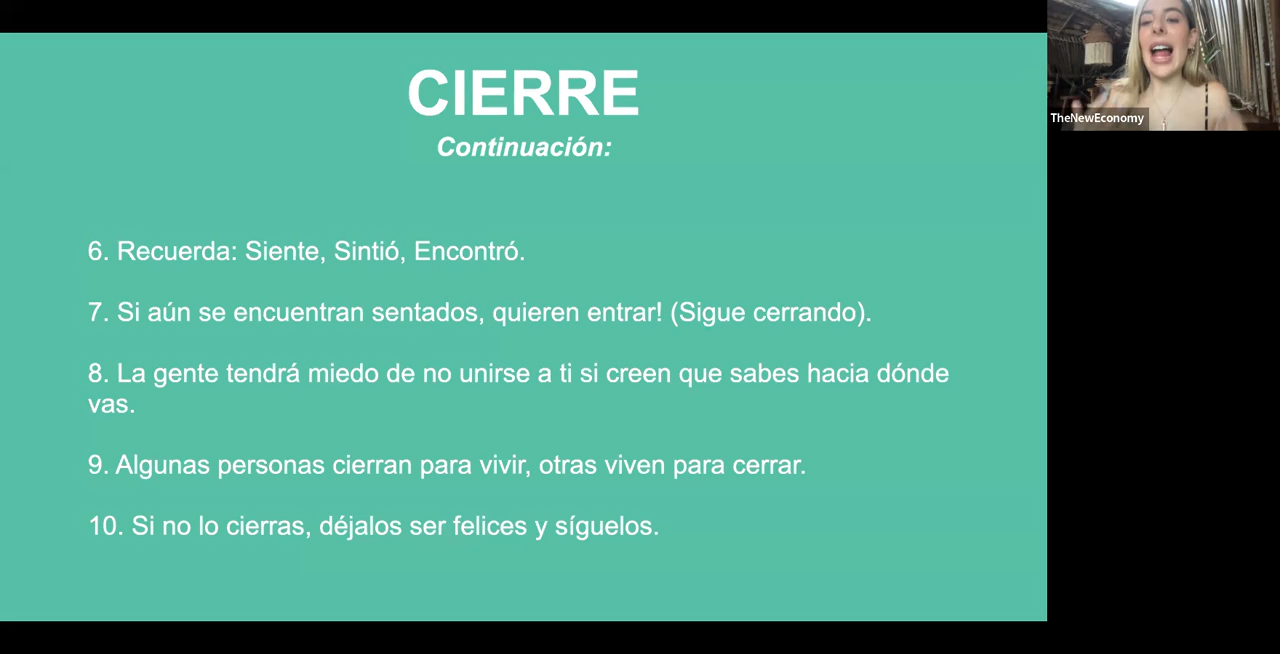 CIERRE
Continuación:
6. Recuerda: Siente, Sintió, Encontró.
7. Si aún se encuentran sentados, quieren entrar! (Sigue cerrando).
8. La gente tendrá miedo de no unirse a ti si creen que sabes hacia dónde
vas.
9. Algunas personas cierran para vivir, otras viven para cerrar.
10. Si no lo cierras, déjalos ser felices y síguelos.
TheNewEconomy